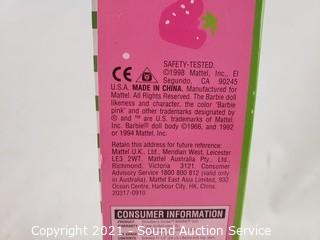 SAFETY-TESTED.
©1998 Mattel, Inc., El
Segundo, CA 90245
U.S.A. MADE IN CHINA. Manufactured for
Mattel. All Rights Reserved. The Barbie doll
likeness and character, the color 'Barbie
pink' and other trademarks designated by
® and ™ are U.S. trademarks of Mattel,
Inc. Barbie® doll body ©1966, and 1992
or 1994 Mattel, Inc.
Retain this address for future reference:
Mattel U.K., Ltd., Meridian West, Leicester
LE3 2WT. Mattel Australia Pty., Ltd.,
Richmond, Victoria. 3121. Consumer
Advisory Service 1800 800 812 (valid only
in Australia). Mattel East Asia Limited, 932
Ocean Centre, Harbour City, HK, China.
20317-0910
CONSUMER INFORMATION
Copyright 2021 - Sound Auction Service